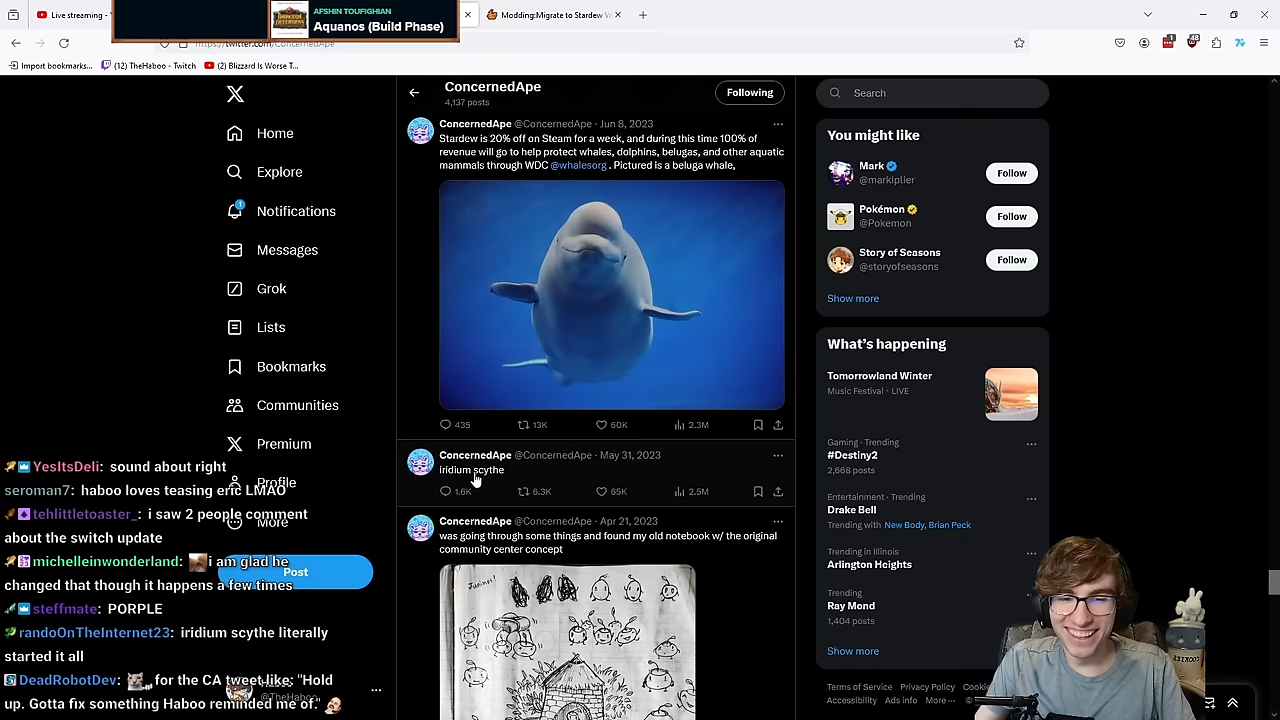 Live streaming -
AFSHIN TOUFIGHIAN
Aquanos (Build Phase)
Modding:Migrate to Stardew Va
https://twitter.com/ConcernedApe
Import bookmarks...
(12) TheHaboo - Twitch
(2) Blizzard Is Worse T...
Home
Explore
Notifications
Messages
Grok
Lists
Bookmarks
Communities
Premium
Profile
More
Post
@TheHaboo
ConcernedApe
4,137 posts
Following
ConcernedApe @ConcernedApe · Jun 8, 2023
Stardew is 20% off on Steam for a week, and during this time 100% of
revenue will go to help protect whales, dolphins, belugas, and other aquatic
mammals through WDC @whalesorg . Pictured is a beluga whale,
435 13K 60K 2.3M
ConcernedApe @ConcernedApe · May 31, 2023
iridium scythe
1.6K 6.3K 65K 2.5M
ConcernedApe @ConcernedApe · Apr 21, 2023
was going through some things and found my old notebook w/ the original
community center concept
Search
You might like
Mark
@markiplier
Follow
Pokémon
@Pokemon
Follow
Story of Seasons
@storyofseasons
Follow
Show more
What's happening
Tomorrowland Winter
Music Festival · LIVE
Gaming · Trending
#Destiny2
2,668 posts
Entertainment · Trending
Drake Bell
Trending with New Body, Brian Peck
Trending in Illinois
Arlington Heights
Trending
Ray Mond
1,404 posts
Show more
Terms of Service Privacy Policy Cookie
Accessibility Ads info More
YesItsDeli: sound about right
seroman7: haboo loves teasing eric LMAO
tehlittletoaster_: i saw 2 people comment
about the switch update
michelleinwonderland: i am glad he
changed that though it happens a few times
steffmate: PORPLE
randoOnTheInternet23: iridium scythe literally
started it all
DeadRobotDev: for the CA tweet like: "Hold
up. Gotta fix something Haboo reminded me of."